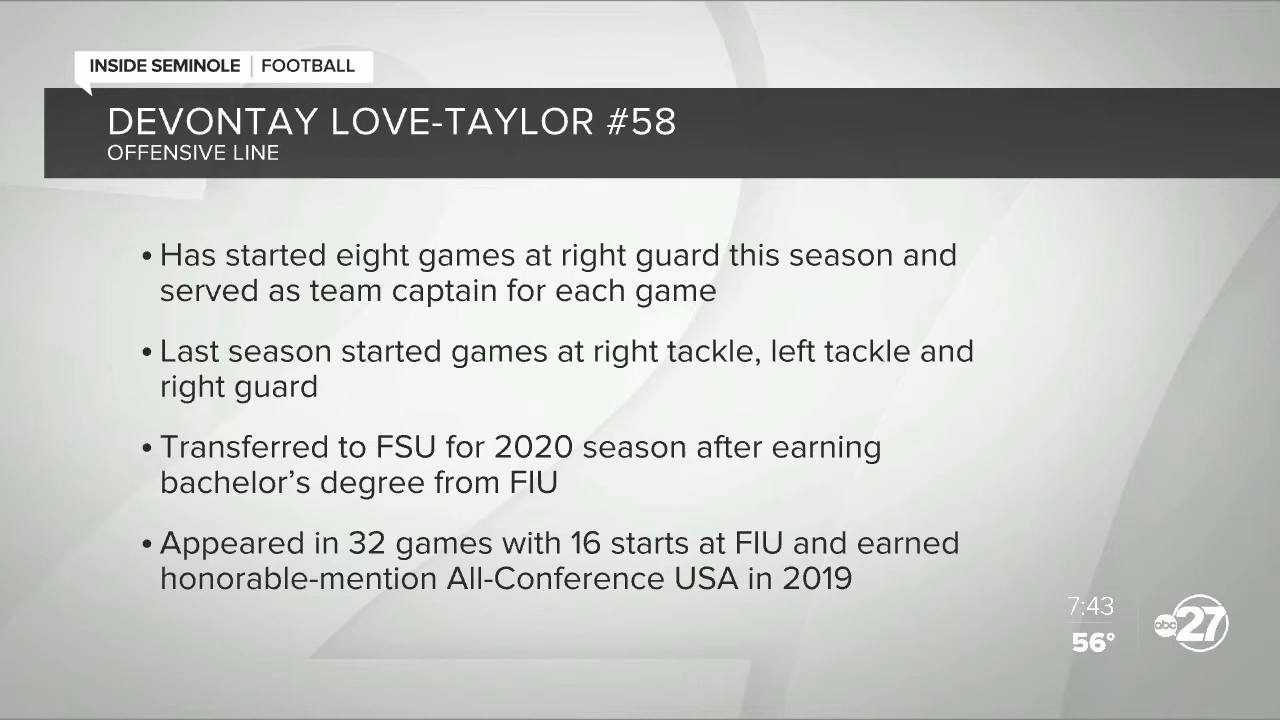 INSIDE SEMINOLE | FOOTBALL
DEVONTAY LOVE-TAYLOR #58
OFFENSIVE LINE
• Has started eight games at right guard this season and
served as team captain for each game
• Last season started games at right tackle, left tackle and
right guard
• Transferred to FSU for 2020 season after earning
bachelor’s degree from FIU
• Appeared in 32 games with 16 starts at FIU and earned
honorable-mention All-Conference USA in 2019
7:43
56°
abc 27